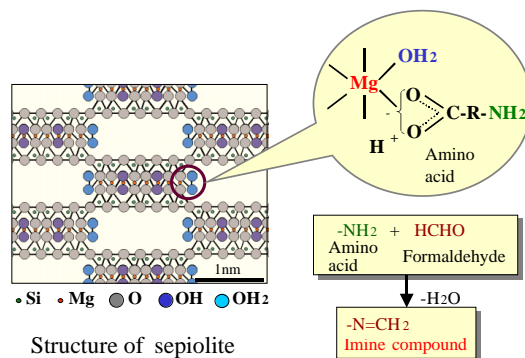 OH2
Mg
O
- C-R-NH2
O
H +
Amino
acid
1nm
Si Mg O OH OH2
Structure of sepiolite
-NH2 + HCHO
Amino Formaldehyde
acid
-H2O
-N=CH2
Imine compound